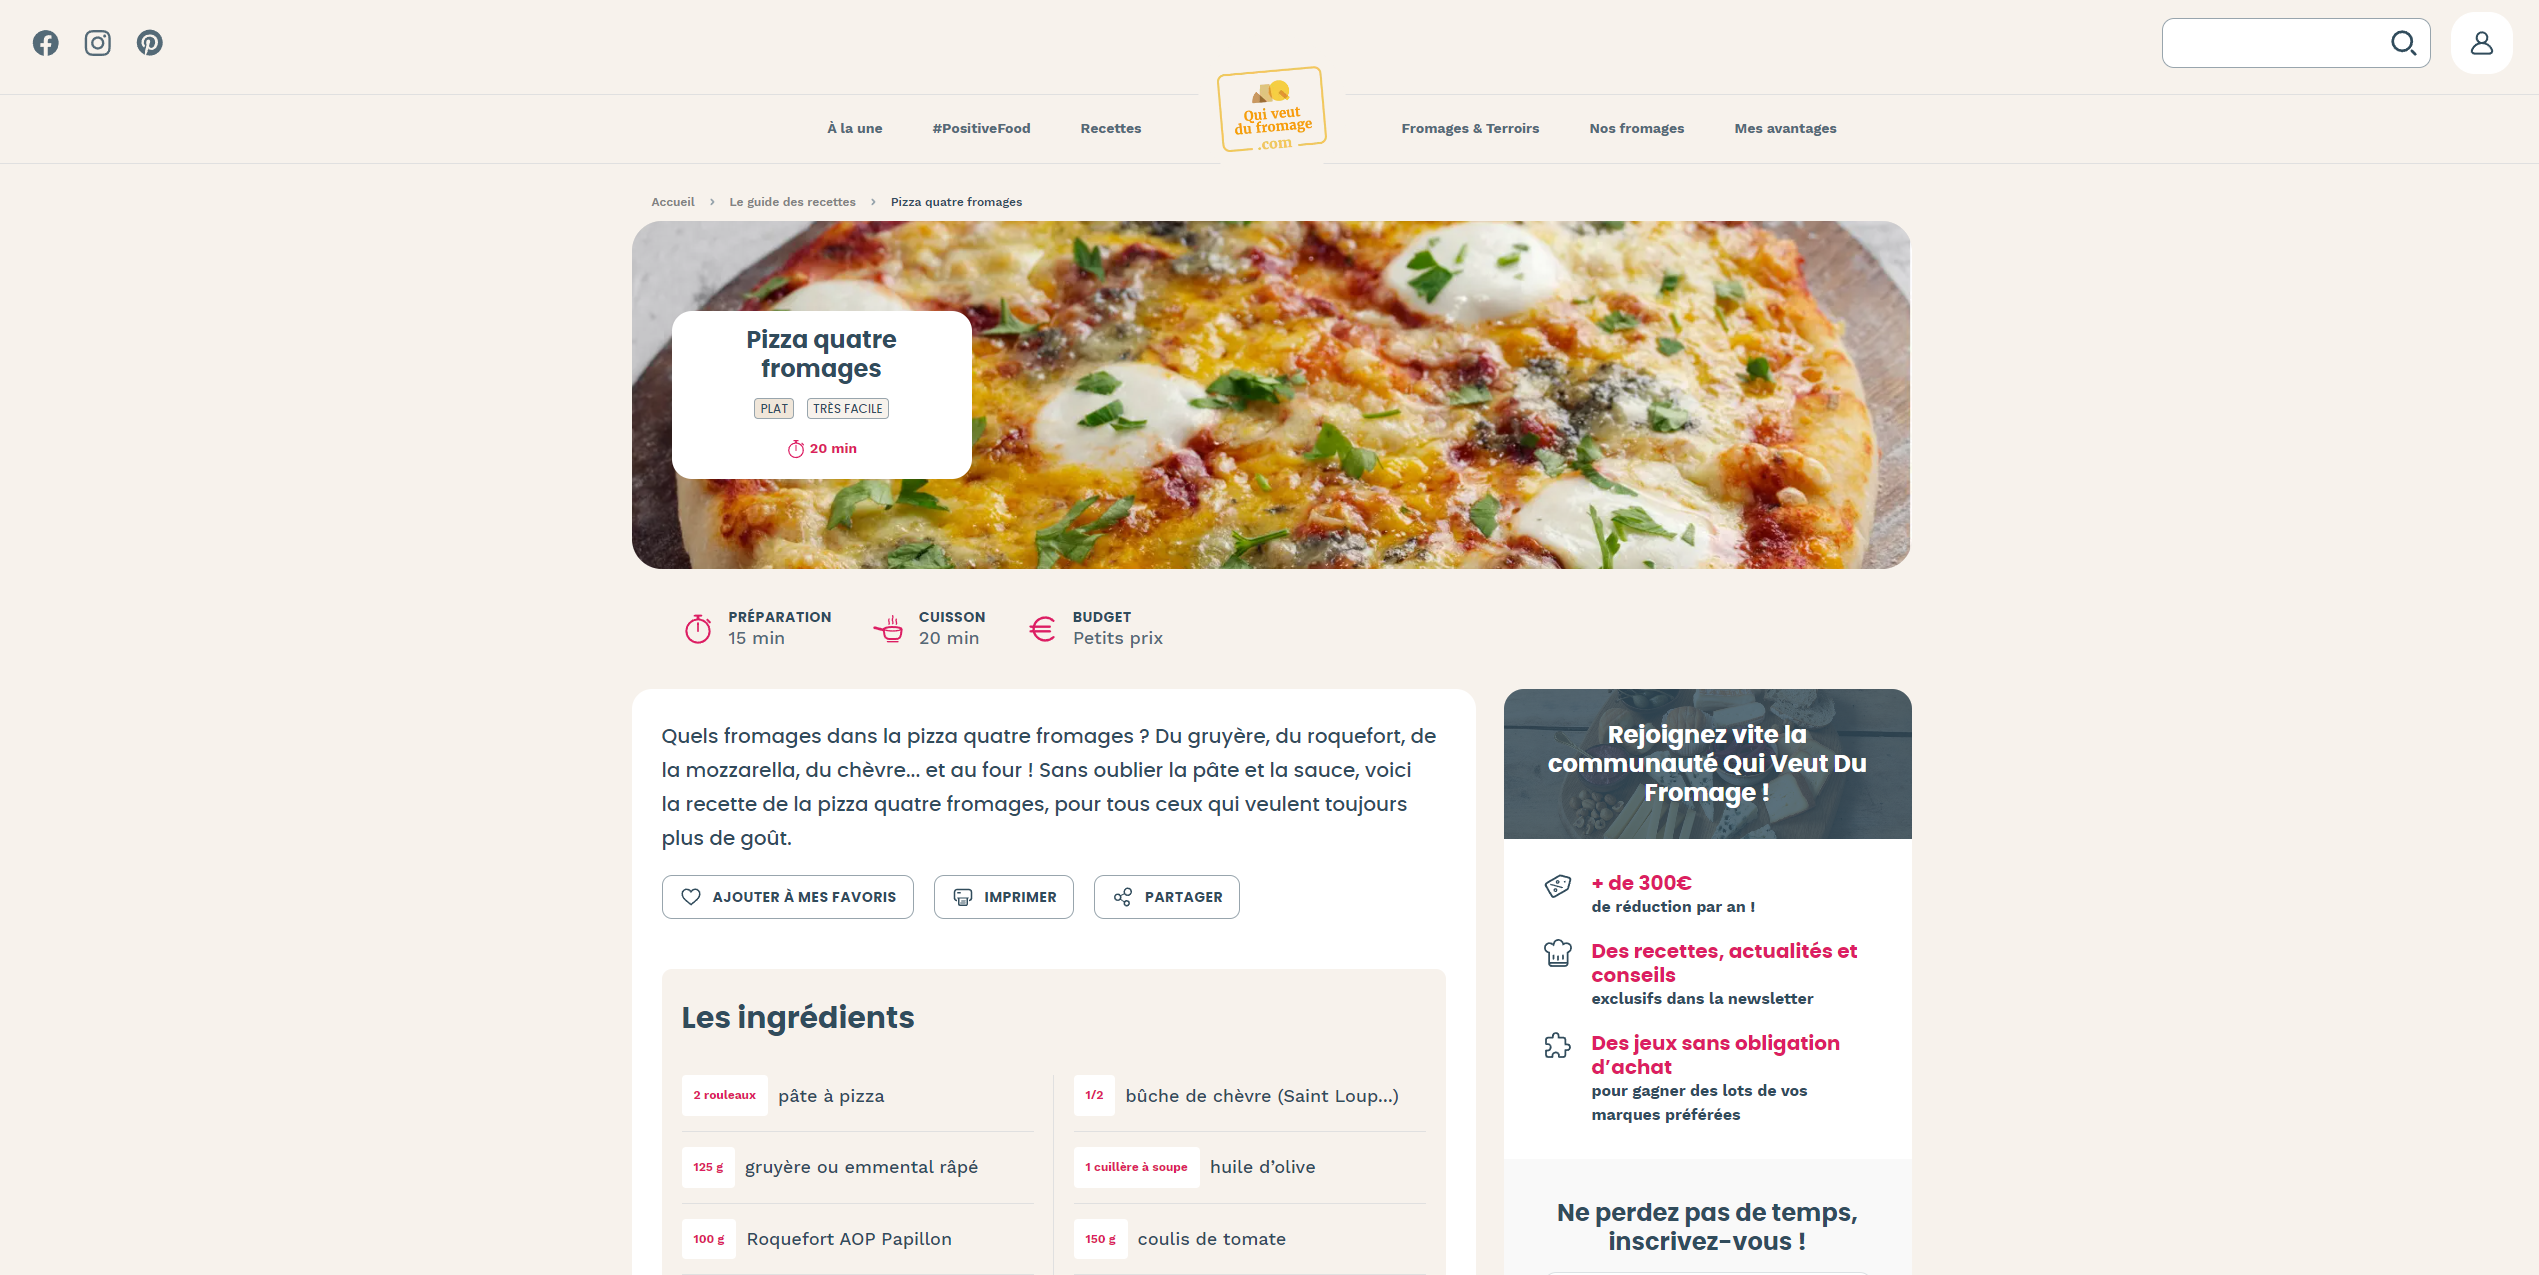 À la une
#PositiveFood
Recettes
Qui veut
du fromage
.com
Fromages & Terroirs
Nos fromages
Mes avantages
Accueil > Le guide des recettes > Pizza quatre fromages
Pizza quatre
fromages
PLAT
TRÈS FACILE
20 min
PRÉPARATION
15 min
CUISSON
20 min
BUDGET
Petits prix
Quels fromages dans la pizza quatre fromages ? Du gruyère, du roquefort, de
la mozzarella, du chèvre... et au four ! Sans oublier la pâte et la sauce, voici
la recette de la pizza quatre fromages, pour tous ceux qui veulent toujours
plus de goût.
AJOUTER À MES FAVORIS
IMPRIMER
PARTAGER
Les ingrédients
2 rouleaux pâte à pizza
125 g gruyère ou emmental râpé
100 g Roquefort AOP Papillon
1/2 bûche de chèvre (Saint Loup...)
1 cuillère à soupe huile d’olive
150 g coulis de tomate
Rejoignez vite la
communauté Qui Veut Du
Fromage !
+ de 300€
de réduction par an !
Des recettes, actualités et
conseils
exclusifs dans la newsletter
Des jeux sans obligation
d’achat
pour gagner des lots de vos
marques préférées
Ne perdez pas de temps,
inscrivez-vous !